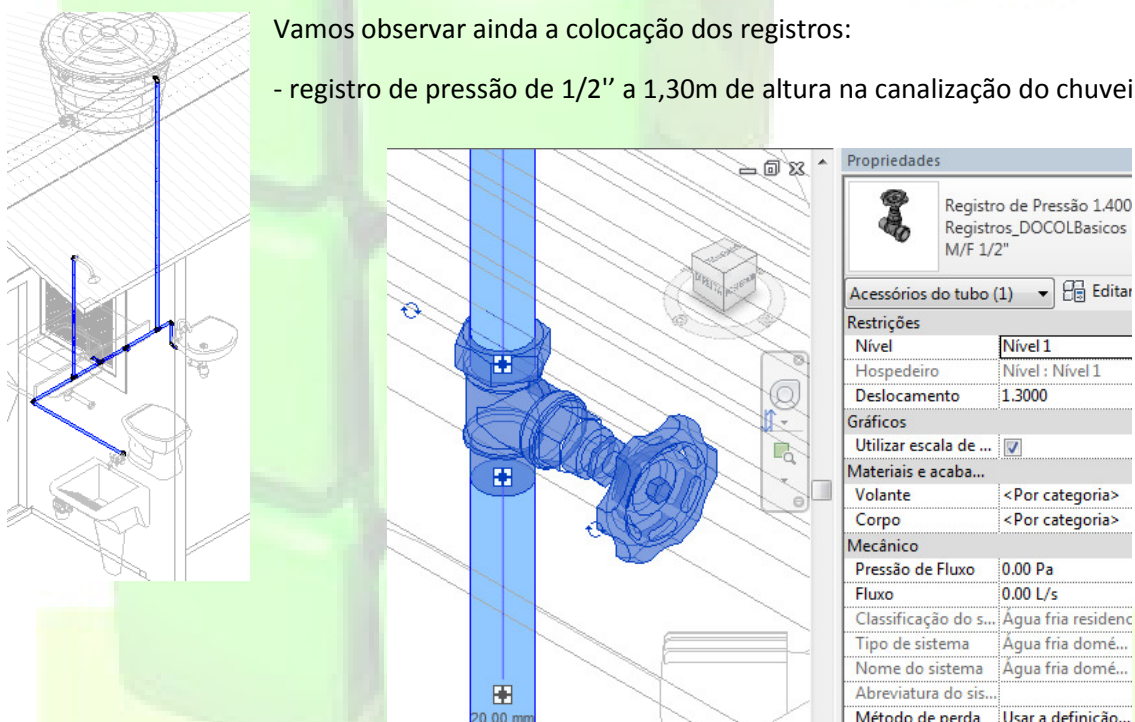 Vamos observar ainda a colocação dos registros:
- registro de pressão de 1/2'' a 1,30m de altura na canalização do chuvei
Propriedades
Registro de Pressão 1.400
Registros_DOCOLBasicos
M/F 1/2"
Acessórios do tubo (1) Editar
Restrições
Nível Nível 1
Hospedeiro Nível : Nível 1
Deslocamento 1.3000
Gráficos
Utilizar escala de ...
Materiais e acaba...
Volante <Por categoria>
Corpo <Por categoria>
Mecânico
Pressão de Fluxo 0.00 Pa
Fluxo 0.00 L/s
Classificação do s... Água fria residenc
Tipo de sistema Água fria domé...
Nome do sistema Água fria domé...
Abreviatura do sis...
Método de perda Usar a definição...
20.00 mm